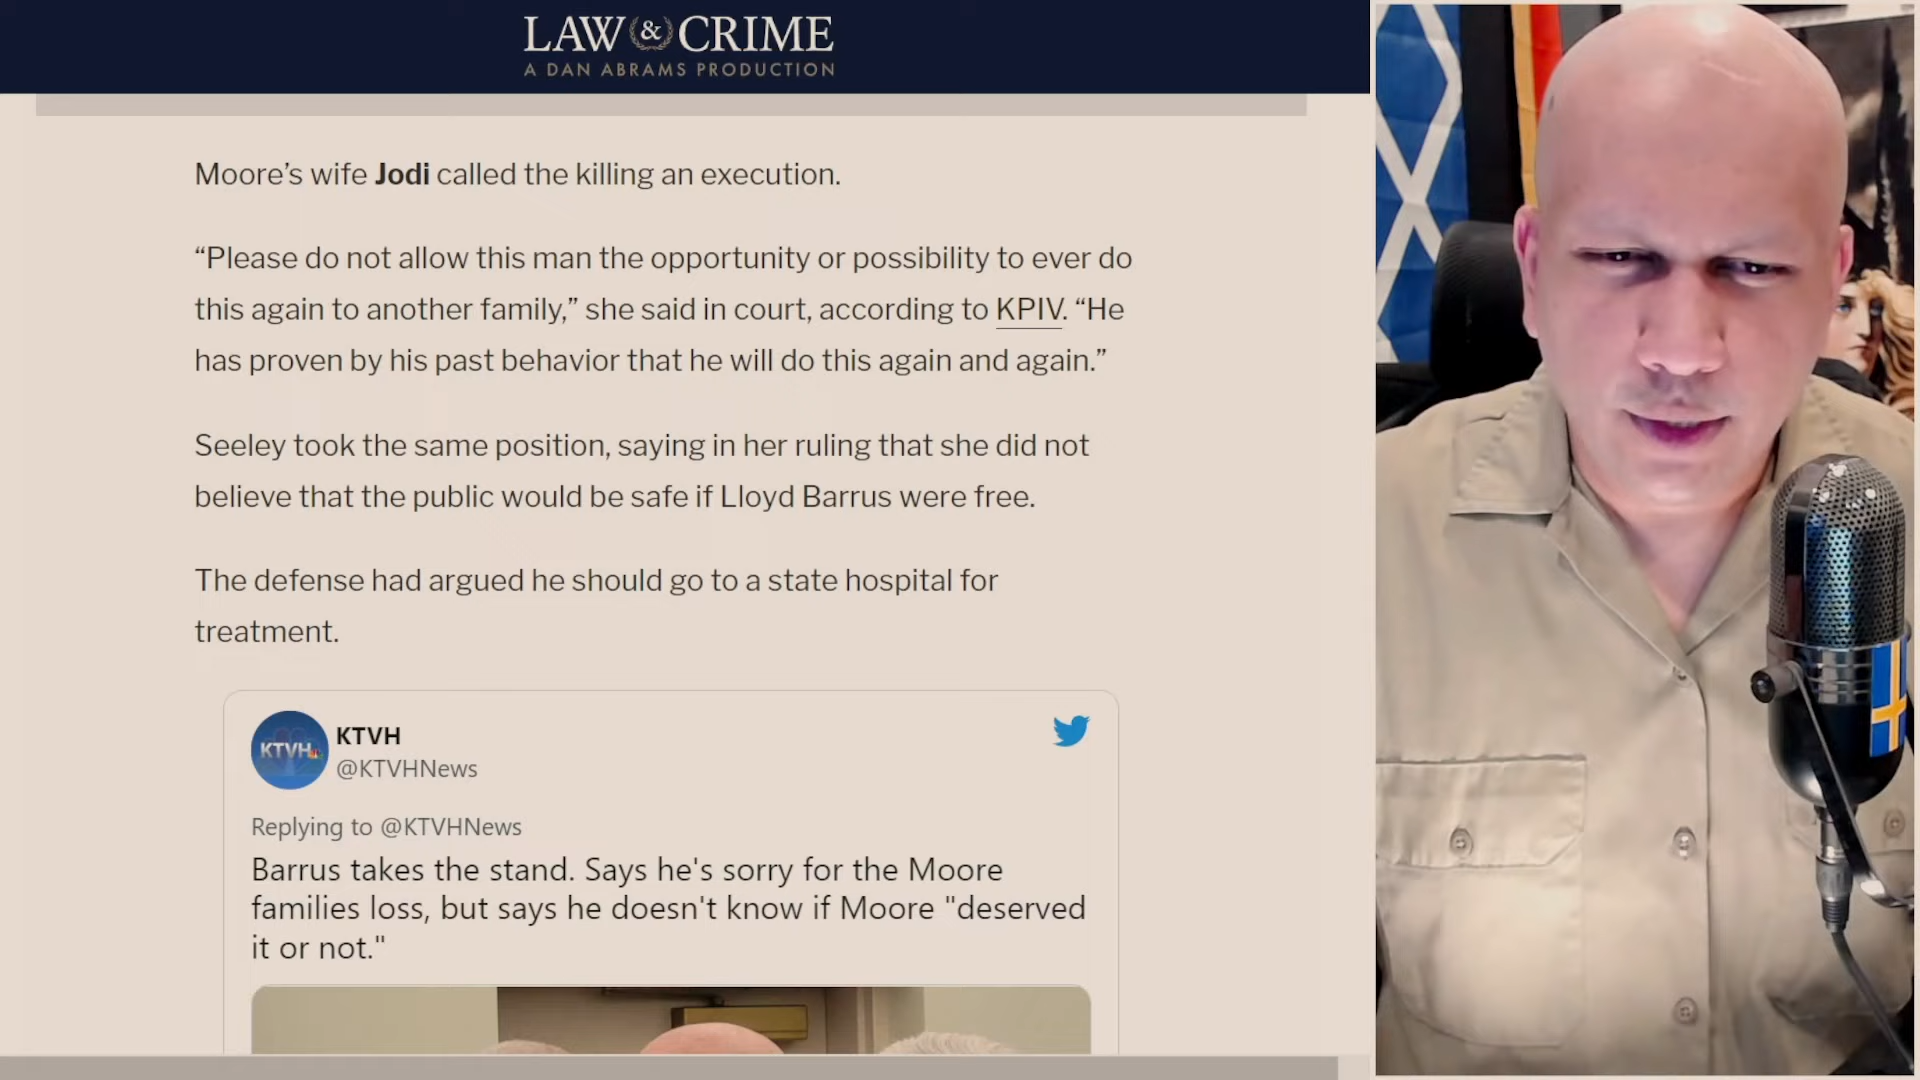 LAW & CRIME
A DAN ABRAMS PRODUCTION
Moore’s wife Jodi called the killing an execution.
“Please do not allow this man the opportunity or possibility to ever do
this again to another family,” she said in court, according to KPIV. “He
has proven by his past behavior that he will do this again and again.”
Seeley took the same position, saying in her ruling that she did not
believe that the public would be safe if Lloyd Barrus were free.
The defense had argued he should go to a state hospital for
treatment.
KTVH
KTVH
@KTVHNews
Replying to @KTVHNews
Barrus takes the stand. Says he's sorry for the Moore
families loss, but says he doesn't know if Moore "deserved
it or not."